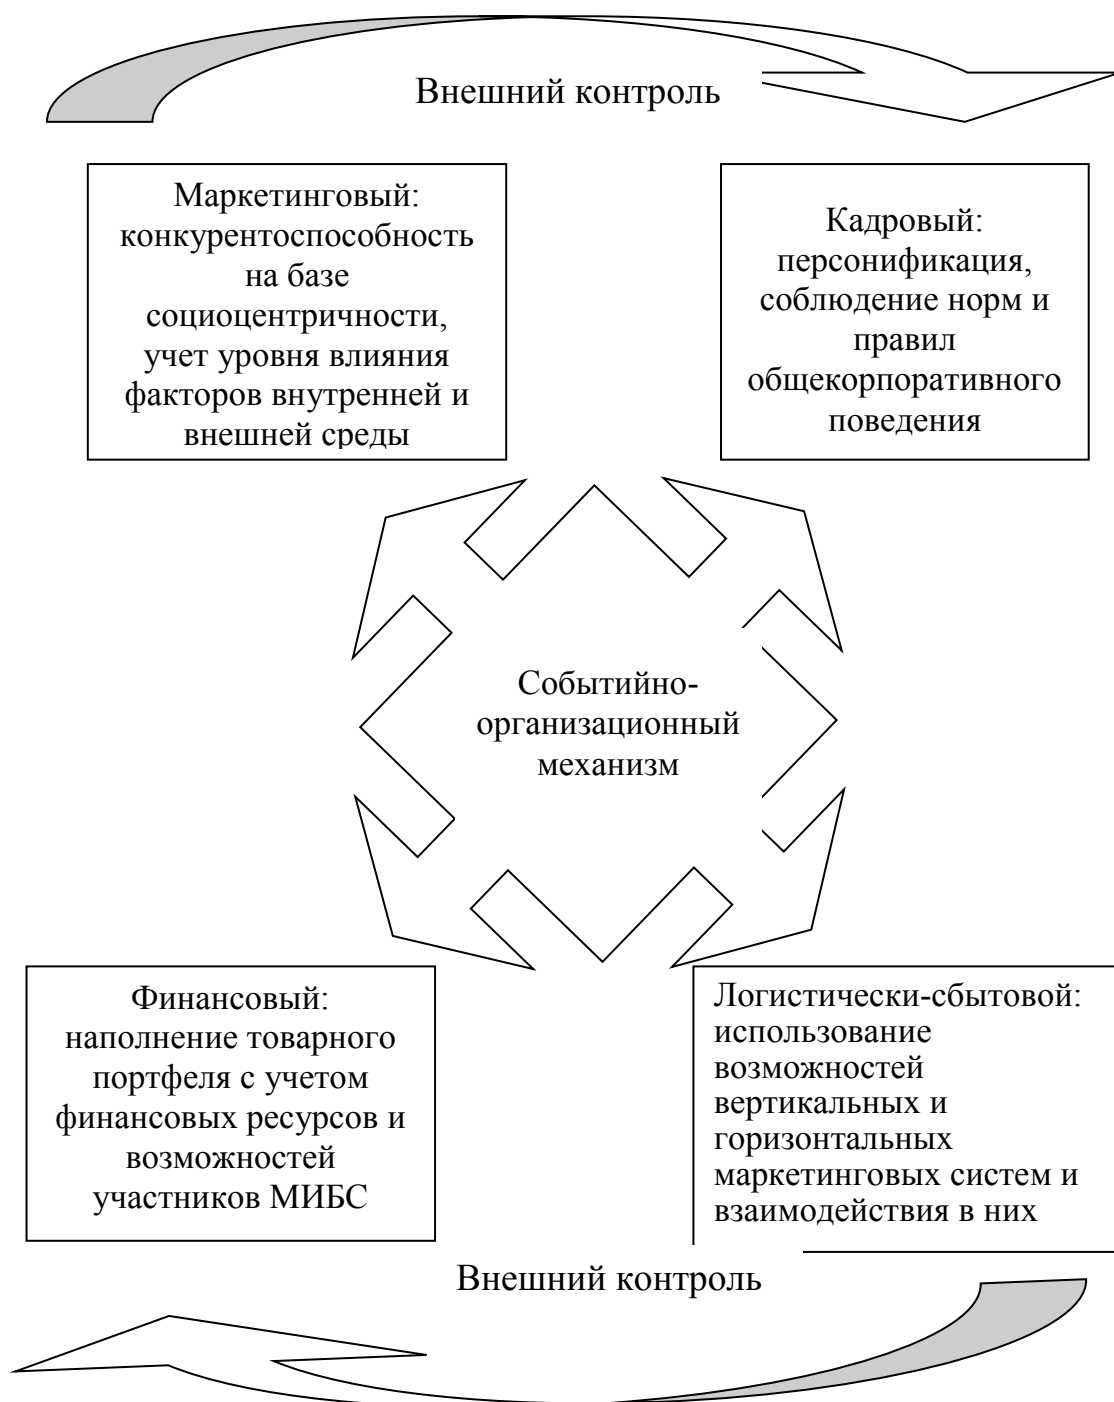 Внешний контроль
Маркетинговый:
конкурентоспособность
на базе
социоцентричности,
учет уровня влияния
факторов внутренней и
внешней среды
Кадровый:
персонификация,
соблюдение норм и
правил
общекорпоративного
поведения
Событийно-
организационный
механизм
Финансовый:
наполнение товарного
портфеля с учетом
финансовых ресурсов и
возможностей
участников МИБС
Логистически-сбытовой:
использование
возможностей
вертикальных и
горизонтальных
маркетинговых систем и
взаимодействия в них
Внешний контроль